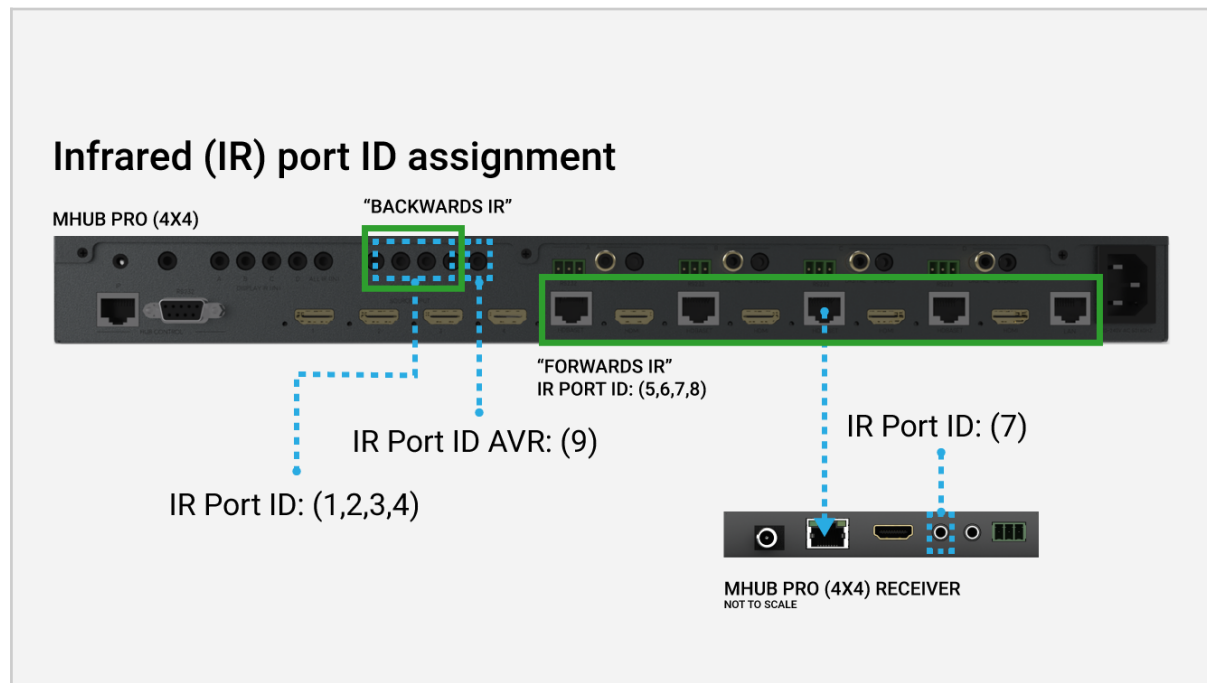 Infrared (IR) port ID assignment
"BACKWARDS IR"
MHUB PRO (4X4)
"FORWARDS IR"
IR PORT ID: (5,6,7,8)
IR Port ID: (7)
IR Port ID AVR: (9)
IR Port ID: (1,2,3,4)
MHUB PRO (4X4) RECEIVER
NOT TO SCALE